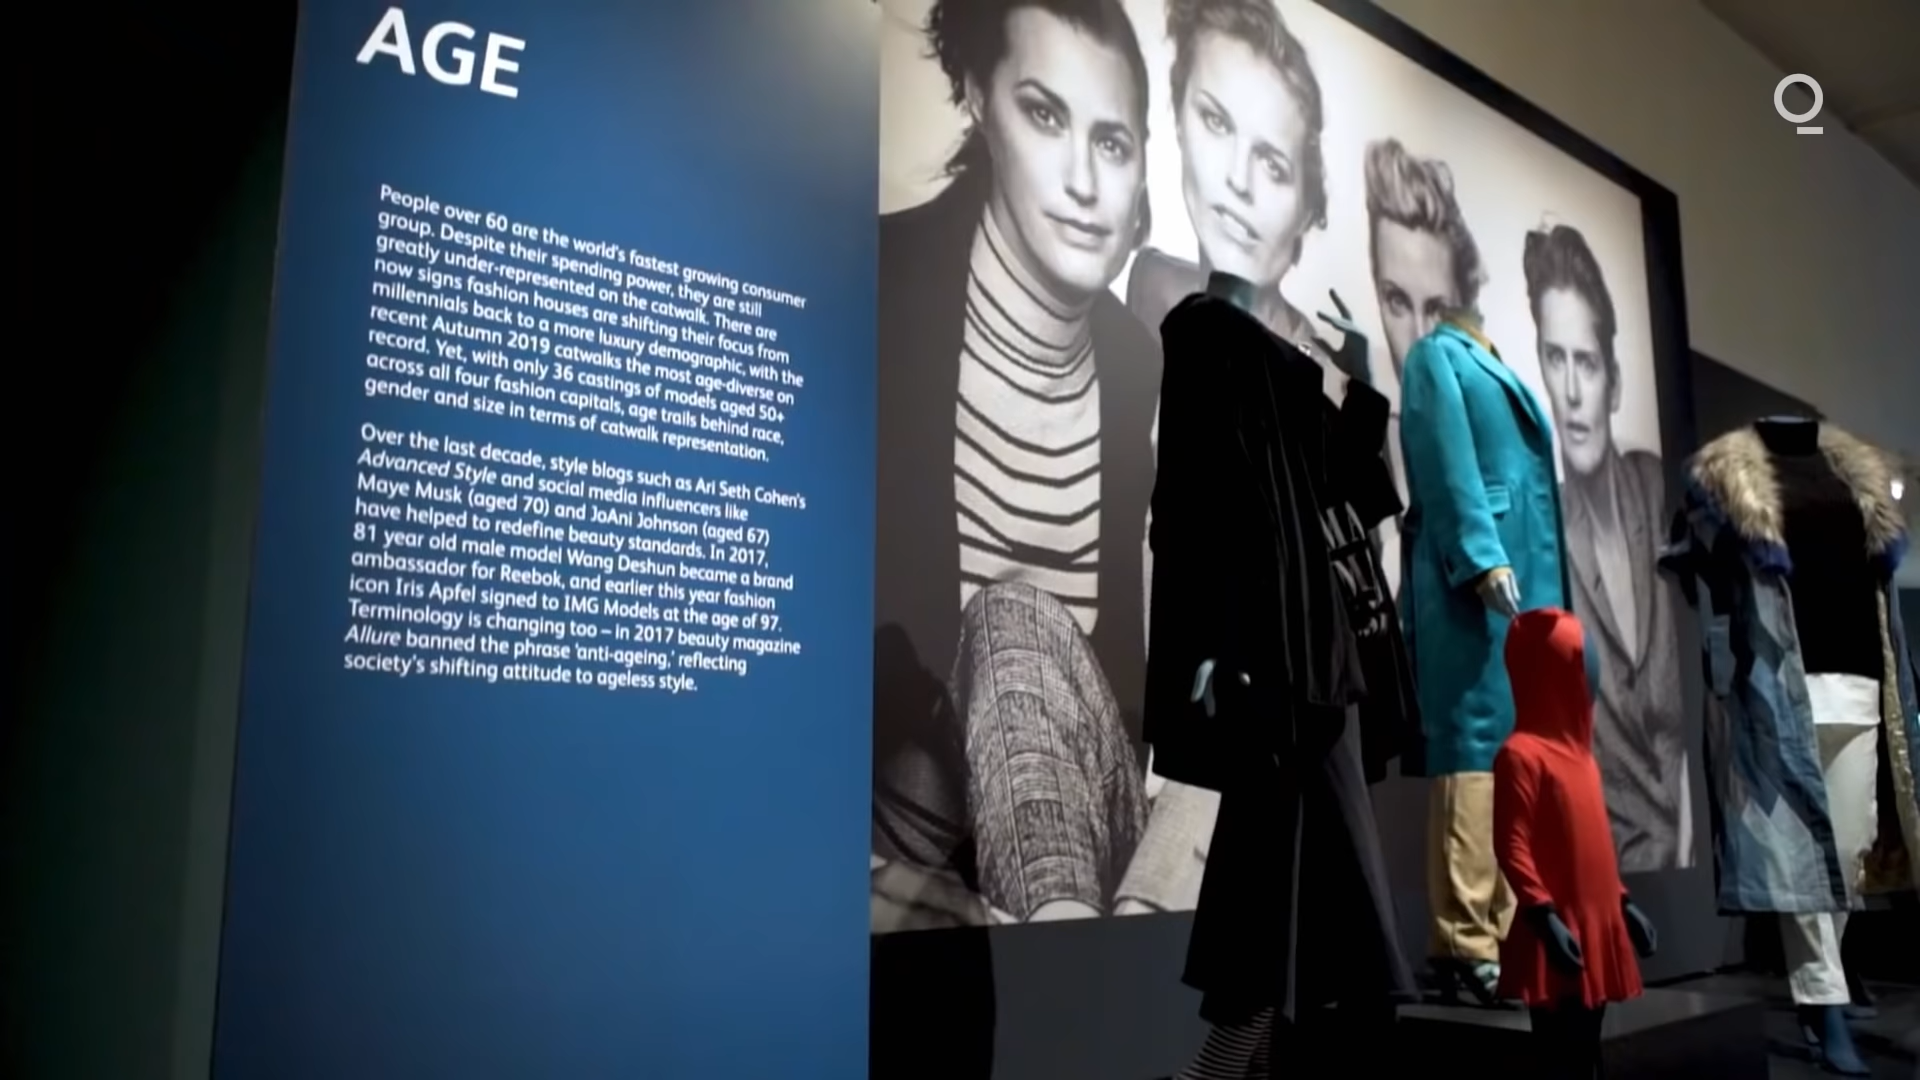 AGE
People over 60 are the world's fastest growing consumer
group. Despite their spending power, they are still
greatly under-represented on the catwalk. There are
now signs fashion houses are shifting their focus from
millennials back to a more luxury demographic, with the
recent Autumn 2019 catwalks the most age-diverse on
record. Yet, with only 36 castings of models aged 50+
across all four fashion capitals, age trails behind race,
gender and size in terms of catwalk representation.
Over the last decade, style blogs such as Ari Seth Cohen's
Advanced Style and social media influencers like
Maye Musk (aged 70) and JoAni Johnson (aged 67)
have helped to redefine beauty standards. In 2017,
81 year old male model Wang Deshun became a brand
ambassador for Reebok, and earlier this year fashion
icon Iris Apfel signed to IMG Models at the age of 97.
Terminology is changing too – in 2017 beauty magazine
Allure banned the phrase 'anti-ageing,' reflecting
society's shifting attitude to ageless style.